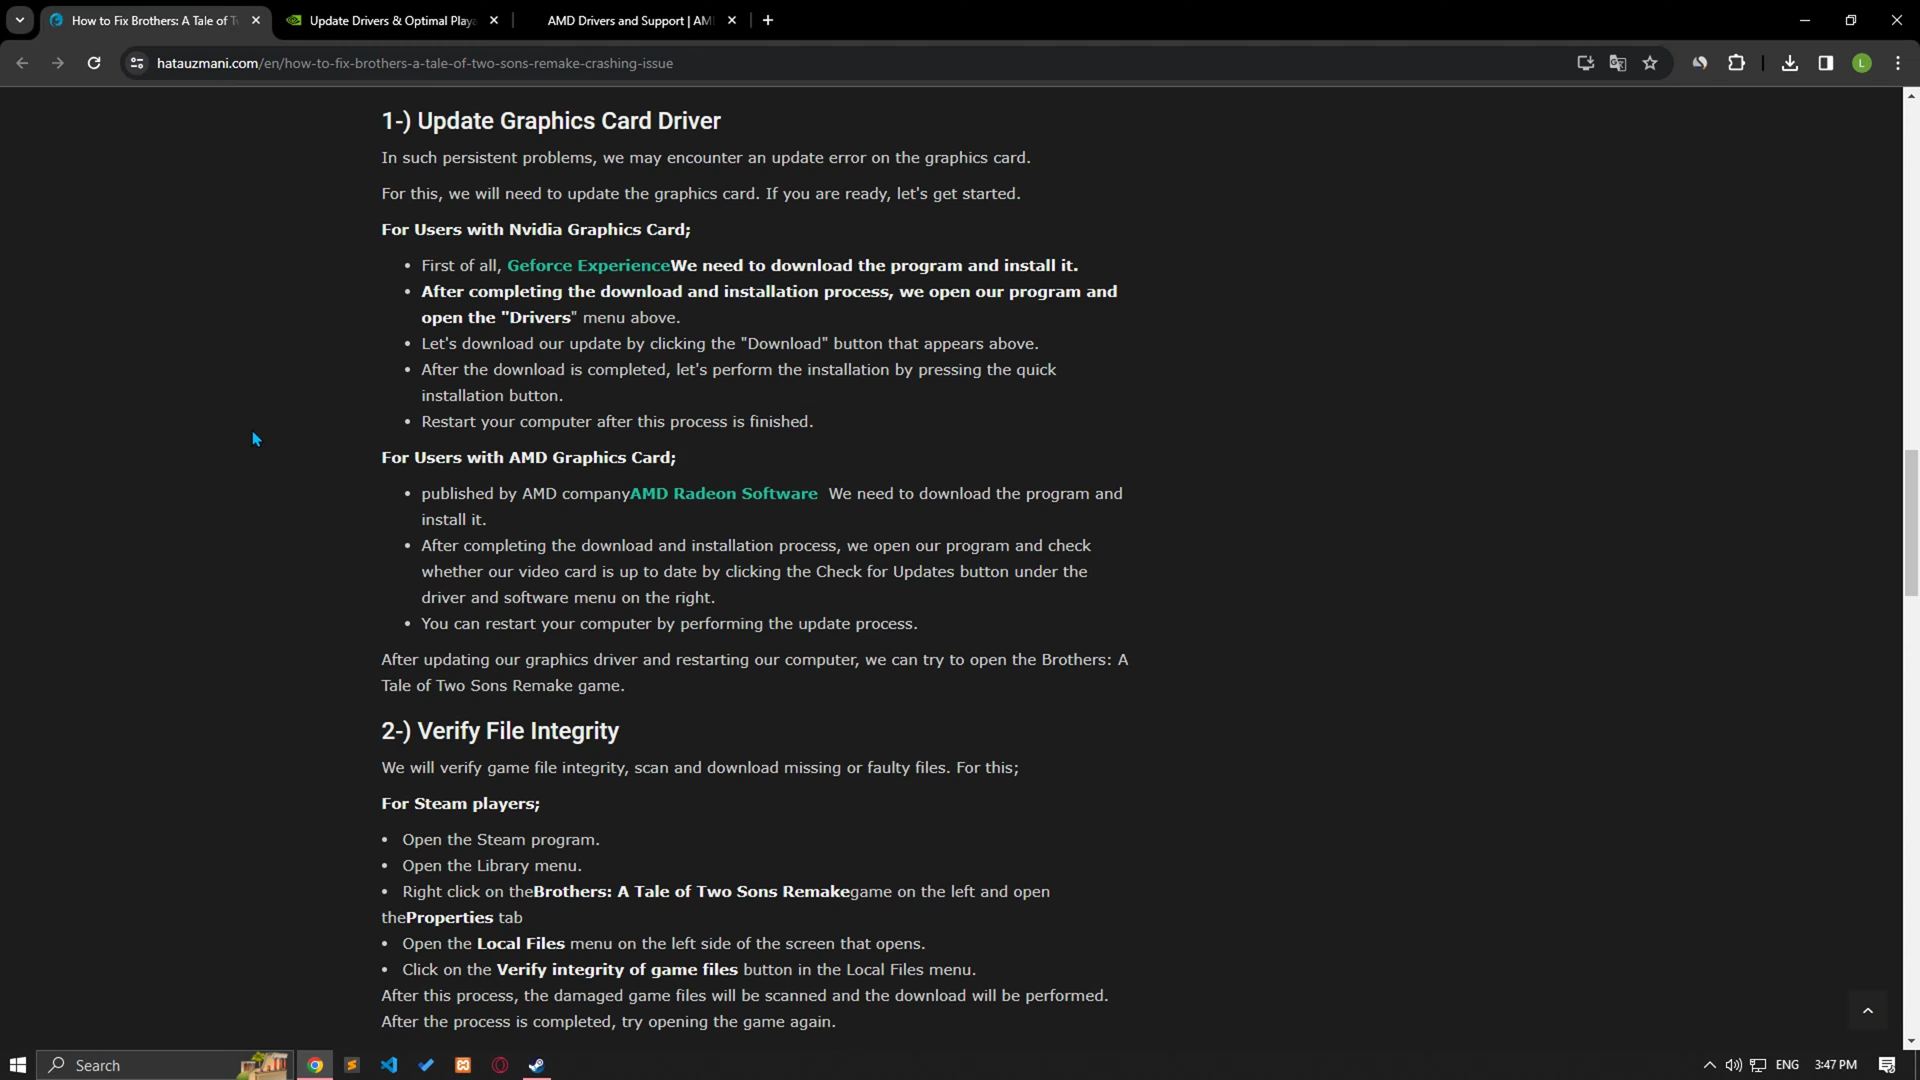 How to Fix Brothers: A Tale of T
Update Drivers & Optimal Playa
AMD Drivers and Support | AM
hatauzmani.com/en/how-to-fix-brothers-a-tale-of-two-sons-remake-crashing-issue
L
1-) Update Graphics Card Driver
In such persistent problems, we may encounter an update error on the graphics card.
For this, we will need to update the graphics card. If you are ready, let's get started.
For Users with Nvidia Graphics Card;
• First of all, Geforce ExperienceWe need to download the program and install it.
• After completing the download and installation process, we open our program and
open the "Drivers" menu above.
• Let's download our update by clicking the "Download" button that appears above.
• After the download is completed, let's perform the installation by pressing the quick
installation button.
• Restart your computer after this process is finished.
For Users with AMD Graphics Card;
• published by AMD companyAMD Radeon Software We need to download the program and
install it.
• After completing the download and installation process, we open our program and check
whether our video card is up to date by clicking the Check for Updates button under the
driver and software menu on the right.
• You can restart your computer by performing the update process.
After updating our graphics driver and restarting our computer, we can try to open the Brothers: A
Tale of Two Sons Remake game.
2-) Verify File Integrity
We will verify game file integrity, scan and download missing or faulty files. For this;
For Steam players;
• Open the Steam program.
• Open the Library menu.
• Right click on theBrothers: A Tale of Two Sons Remakegame on the left and open
theProperties tab
• Open the Local Files menu on the left side of the screen that opens.
• Click on the Verify integrity of game files button in the Local Files menu.
After this process, the damaged game files will be scanned and the download will be performed.
After the process is completed, try opening the game again.
Search
ENG
3:47 PM